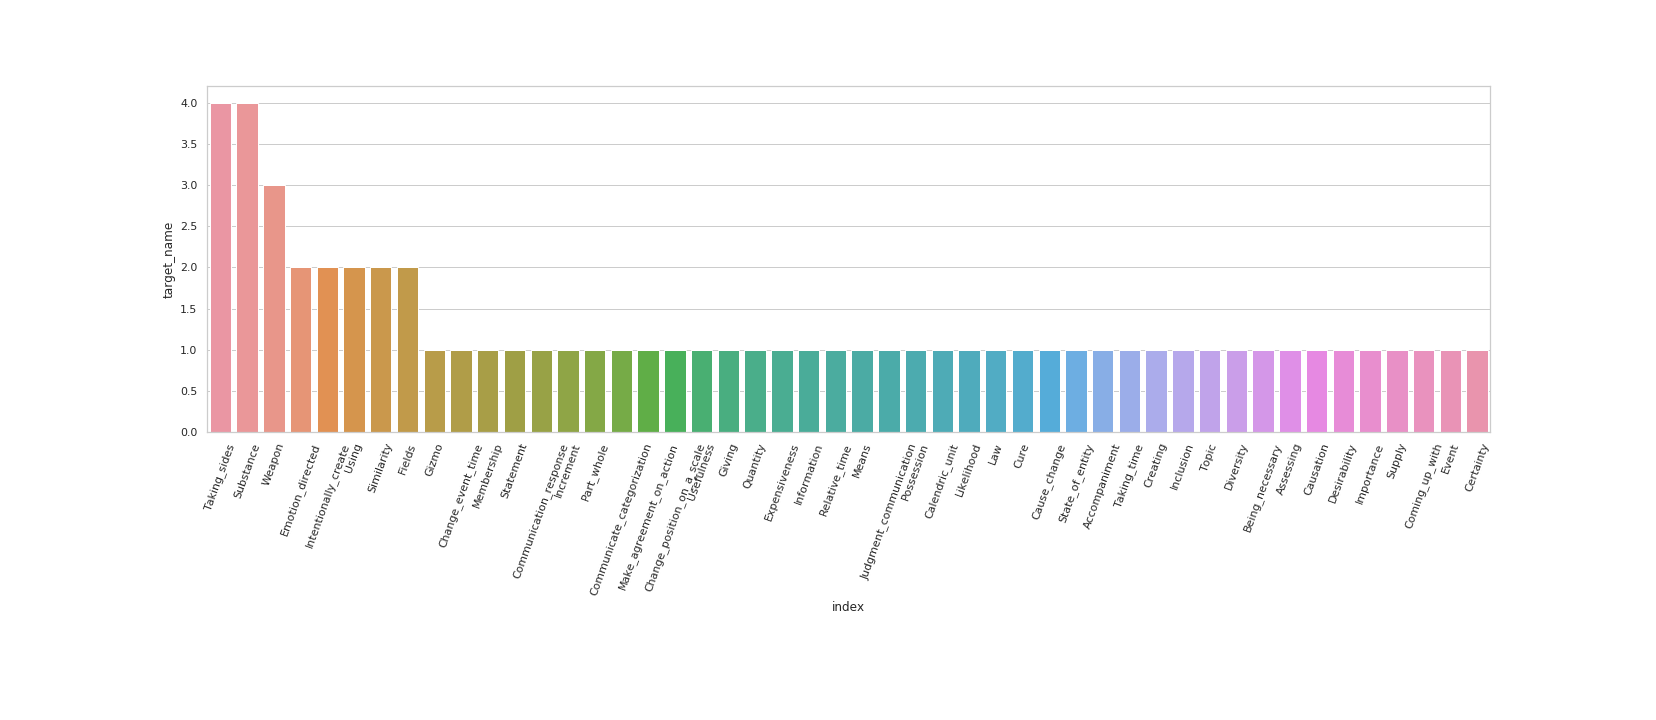 4.0
3.5
3.0
2.5
2.0
1.5
1.0
0.5
0.0
target_name
Taking_sides
Substance
Weapon
Emotion_directed
Intentionally_create
Using
Similarity
Fields
Gizmo
Change_event_time
Membership
Statement
Communication_response
Increment
Part_whole
Communicate_categorization
Make_agreement_on_action
Change_position_on_a_scale
Usefulness
Giving
Quantity
Expensiveness
Information
Relative_time
Means
Judgment_communication
Possession
Calendric_unit
Likelihood
Law
Cure
Cause_change
State_of_entity
Accompaniment
Taking_time
Creating
Inclusion
Topic
Diversity
Being_necessary
Assessing
Causation
Desirability
Importance
Supply
Coming_up_with
Event
Certainty
index